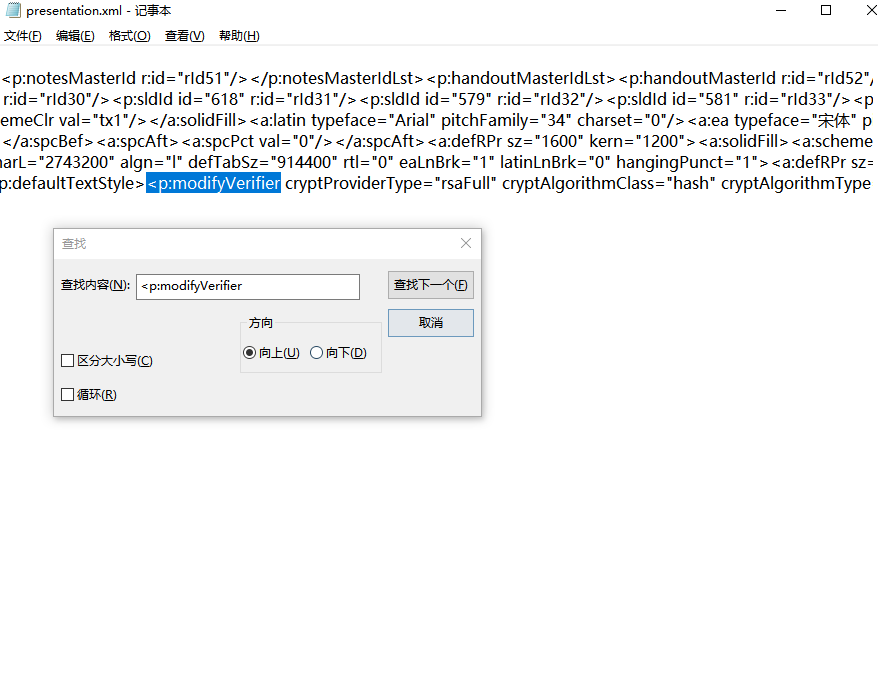 presentation.xml - 记事本
文件(F) 编辑(E) 格式(O) 查看(V) 帮助(H)
<p:notesMasterId r:id="rId51"/></p:notesMasterIdLst><p:handoutMasterIdLst><p:handoutMasterId r:id="rId52"/
r:id="rId30"/><p:sldId id="618" r:id="rId31"/><p:sldId id="579" r:id="rId32"/><p:sldId id="581" r:id="rId33"/><p
emeClr val="tx1"/></a:solidFill><a:latin typeface="Arial" pitchFamily="34" charset="0"/><a:ea typeface="宋体" p
</a:spcBef><a:spcAft><a:spcPct val="0"/></a:spcAft><a:defRPr sz="1600" kern="1200"><a:solidFill><a:scheme
arL="2743200" algn="l" defTabSz="914400" rtl="0" eaLnBrk="1" latinLnBrk="0" hangingPunct="1"><a:defRPr sz=
p:defaultTextStyle><p:modifyVerifier cryptProviderType="rsaFull" cryptAlgorithmClass="hash" cryptAlgorithmType
查找
查找内容(N): <p:modifyVerifier 查找下一个(F)
方向 取消
向上(U) 向下(D)
区分大小写(C)
循环(R)